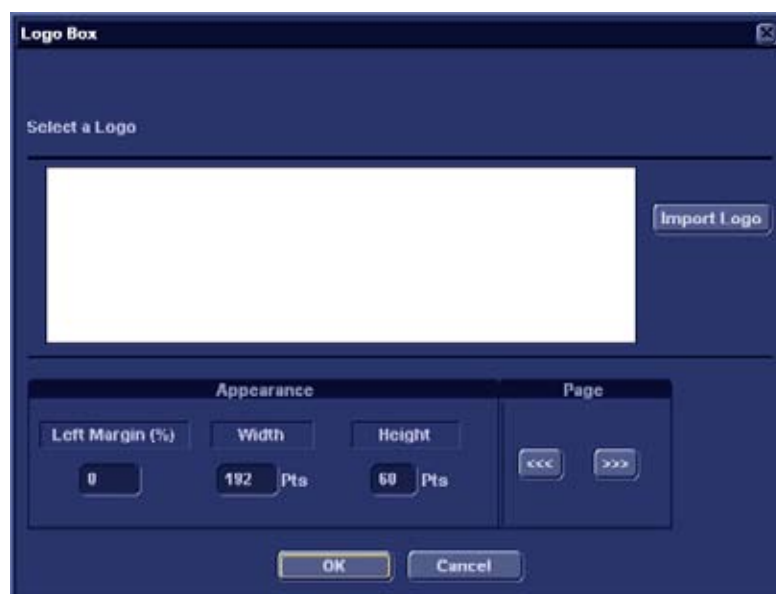 Logo Box
Select a Logo
Import Logo
Appearance
Page
Left Margin (%)
Width
Height
0
192 Pts
60 Pts
<<<
>>>
OK
Cancel